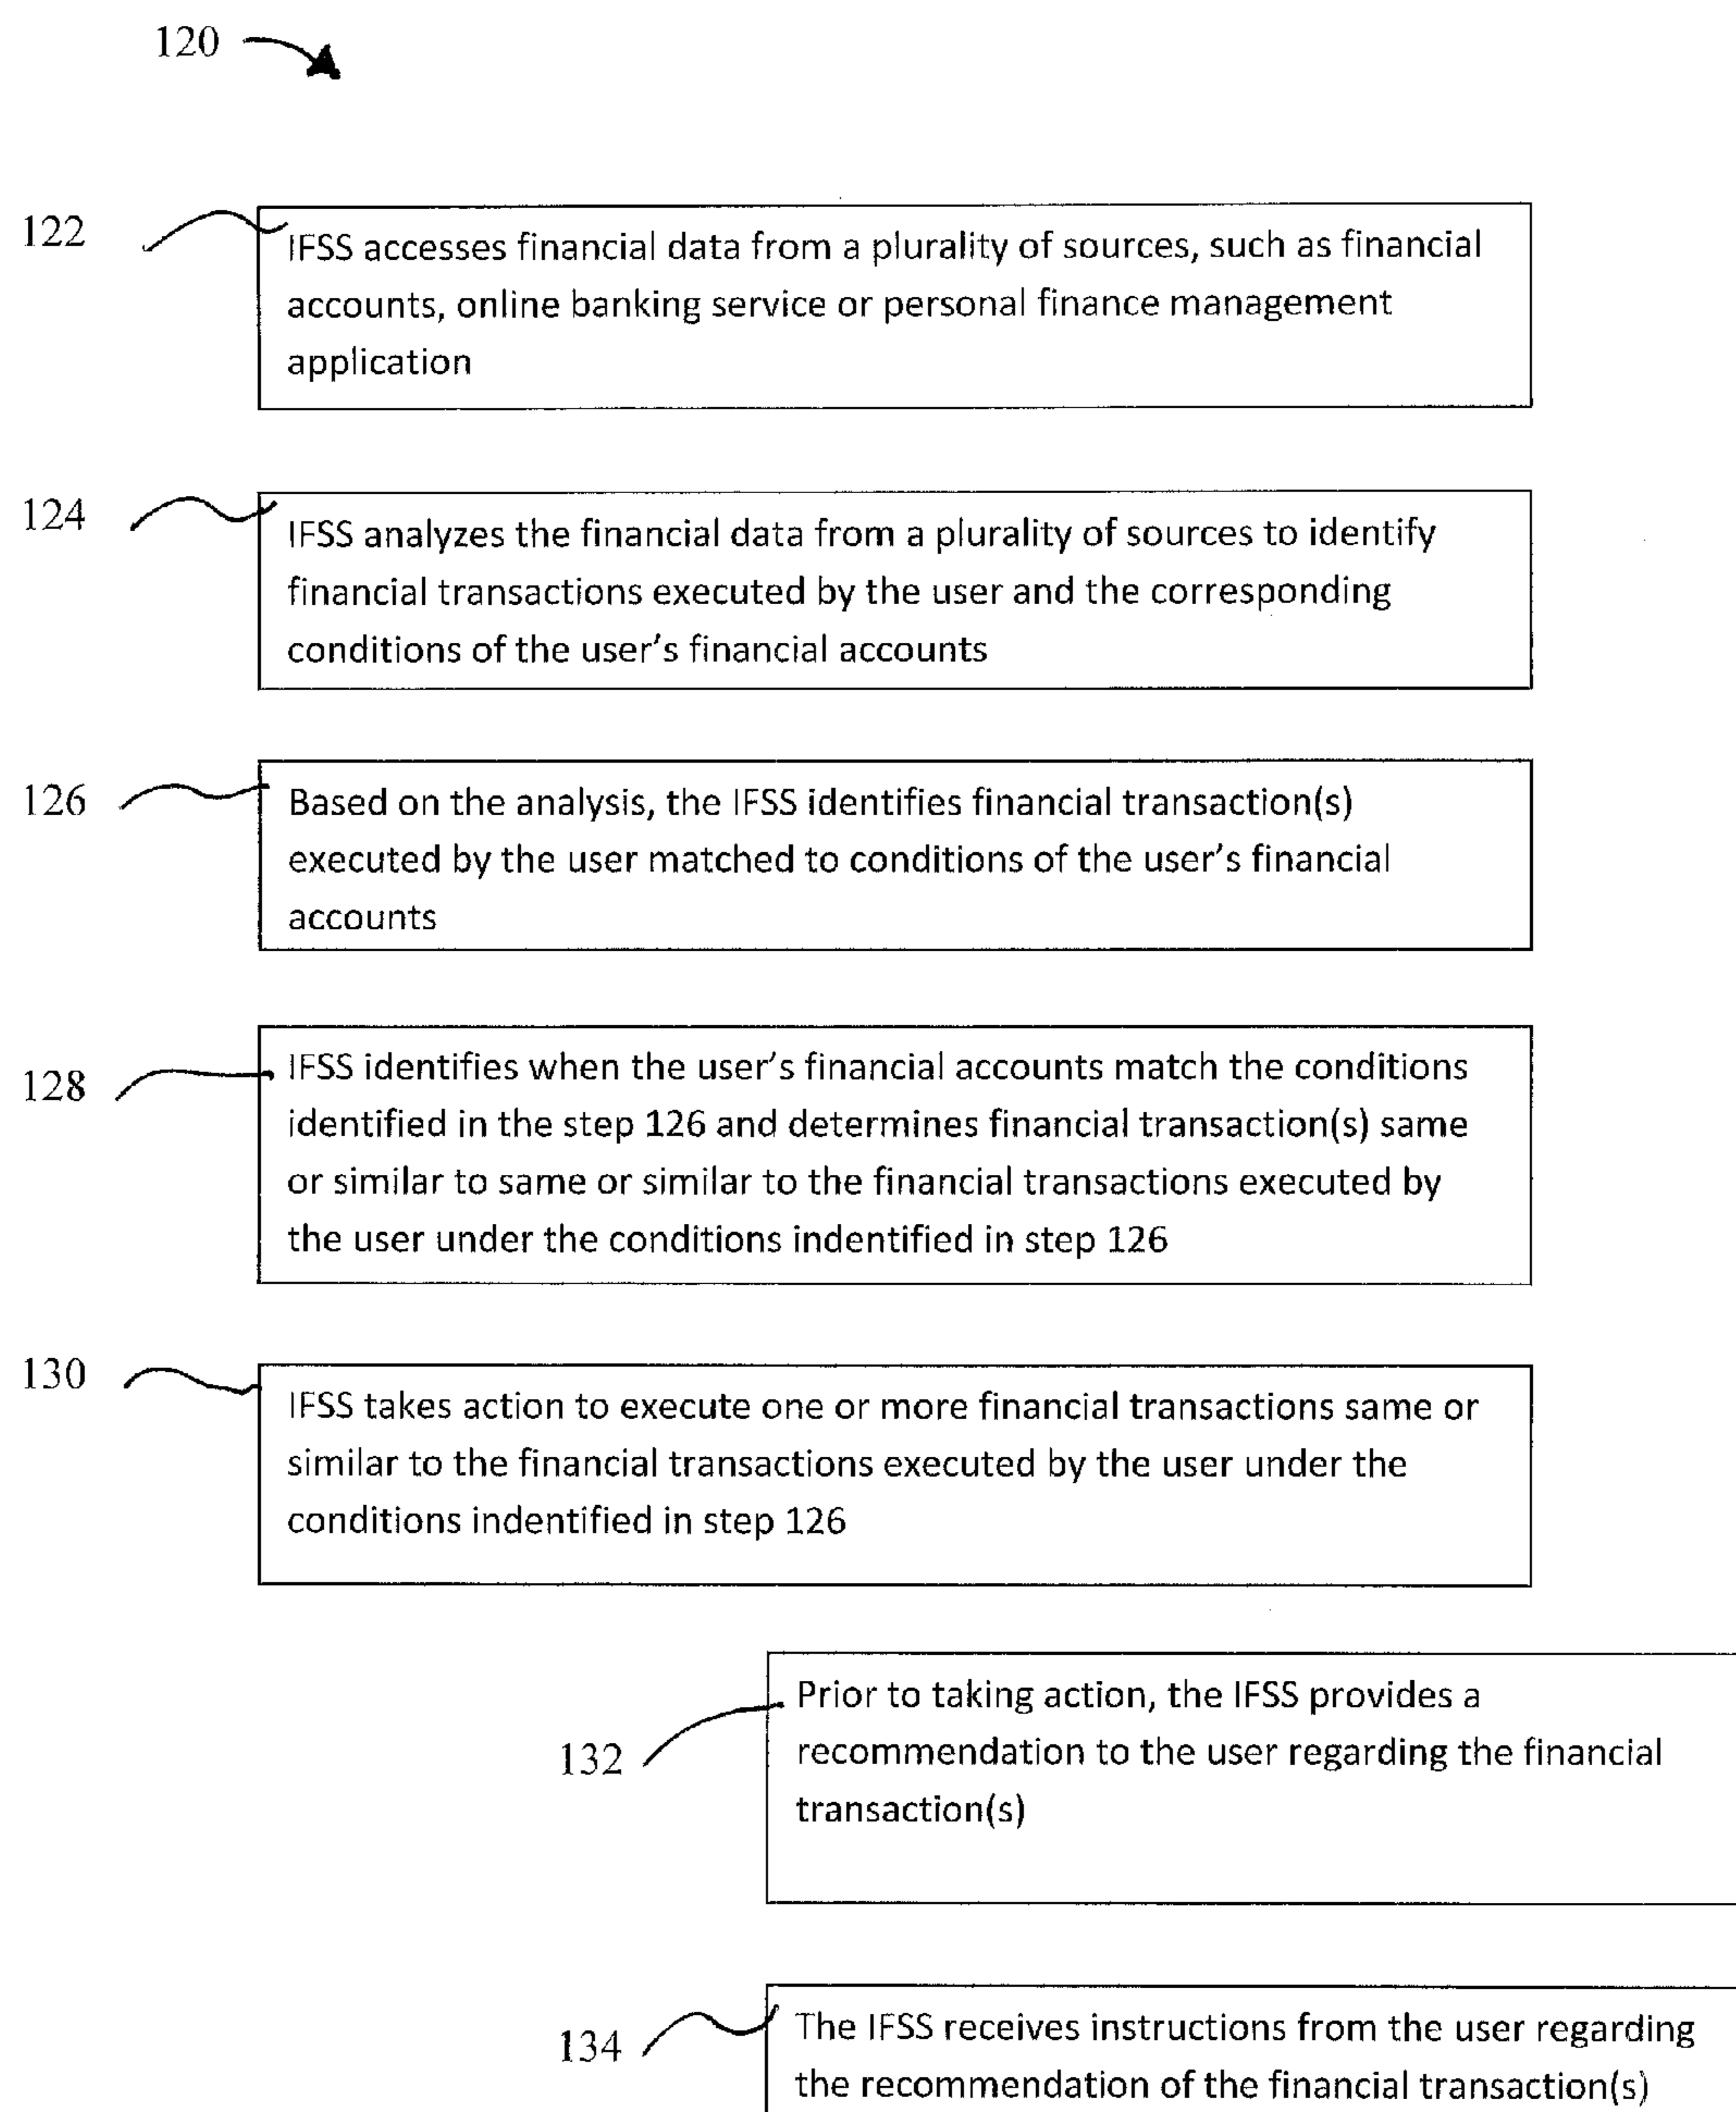 120
122
IFSS accesses financial data from a plurality of sources, such as financial
accounts, online banking service or personal finance management
application
124
IFSS analyzes the financial data from a plurality of sources to identify
financial transactions executed by the user and the corresponding
conditions of the user's financial accounts
126
Based on the analysis, the IFSS identifies financial transaction(s)
executed by the user matched to conditions of the user's financial
accounts
128
IFSS identifies when the user's financial accounts match the conditions
identified in the step 126 and determines financial transaction(s) same
or similar to same or similar to the financial transactions executed by
the user under the conditions indentified in step 126
130
IFSS takes action to execute one or more financial transactions same or
similar to the financial transactions executed by the user under the
conditions indentified in step 126
132
Prior to taking action, the IFSS provides a
recommendation to the user regarding the financial
transaction(s)
134
The IFSS receives instructions from the user regarding
the recommendation of the financial transaction(s)